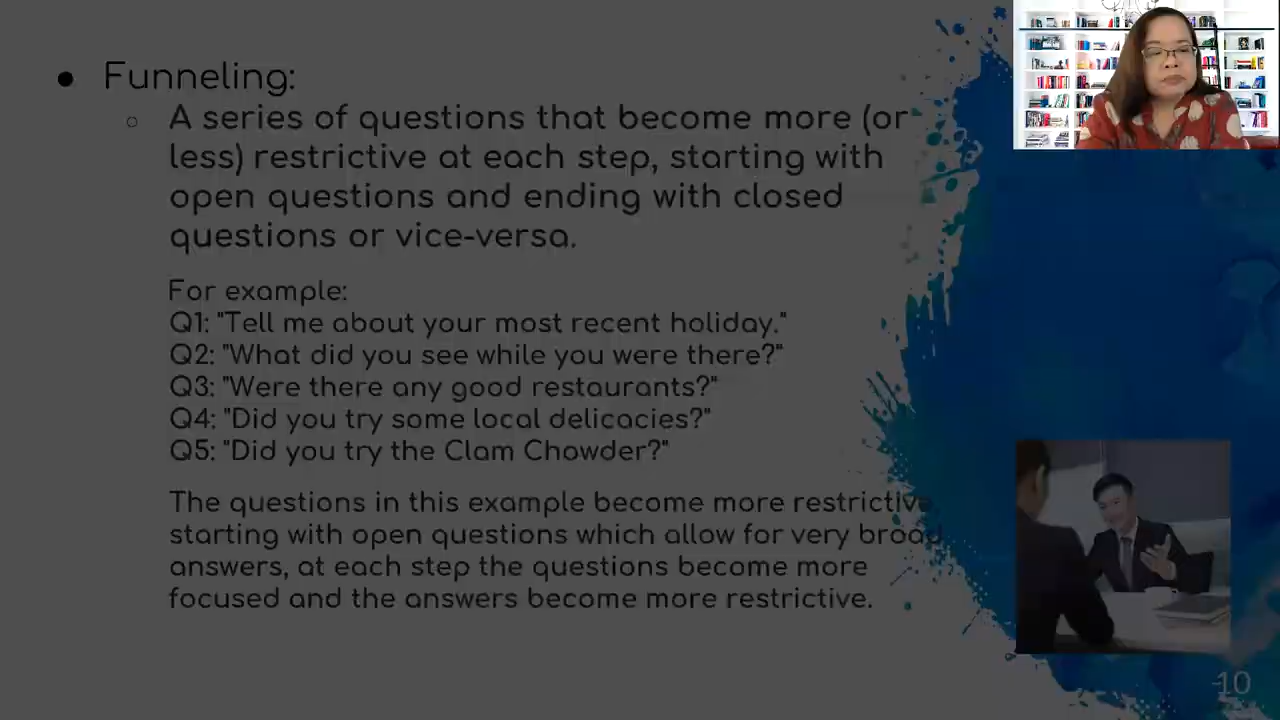 ● Funneling:
○ A series of questions that become more (or
less) restrictive at each step, starting with
open questions and ending with closed
questions or vice-versa.
For example:
Q1: "Tell me about your most recent holiday."
Q2: "What did you see while you were there?"
Q3: "Were there any good restaurants?"
Q4: "Did you try some local delicacies?"
Q5: "Did you try the Clam Chowder?"
The questions in this example become more restrictive
starting with open questions which allow for very broad
answers, at each step the questions become more
focused and the answers become more restrictive.
10